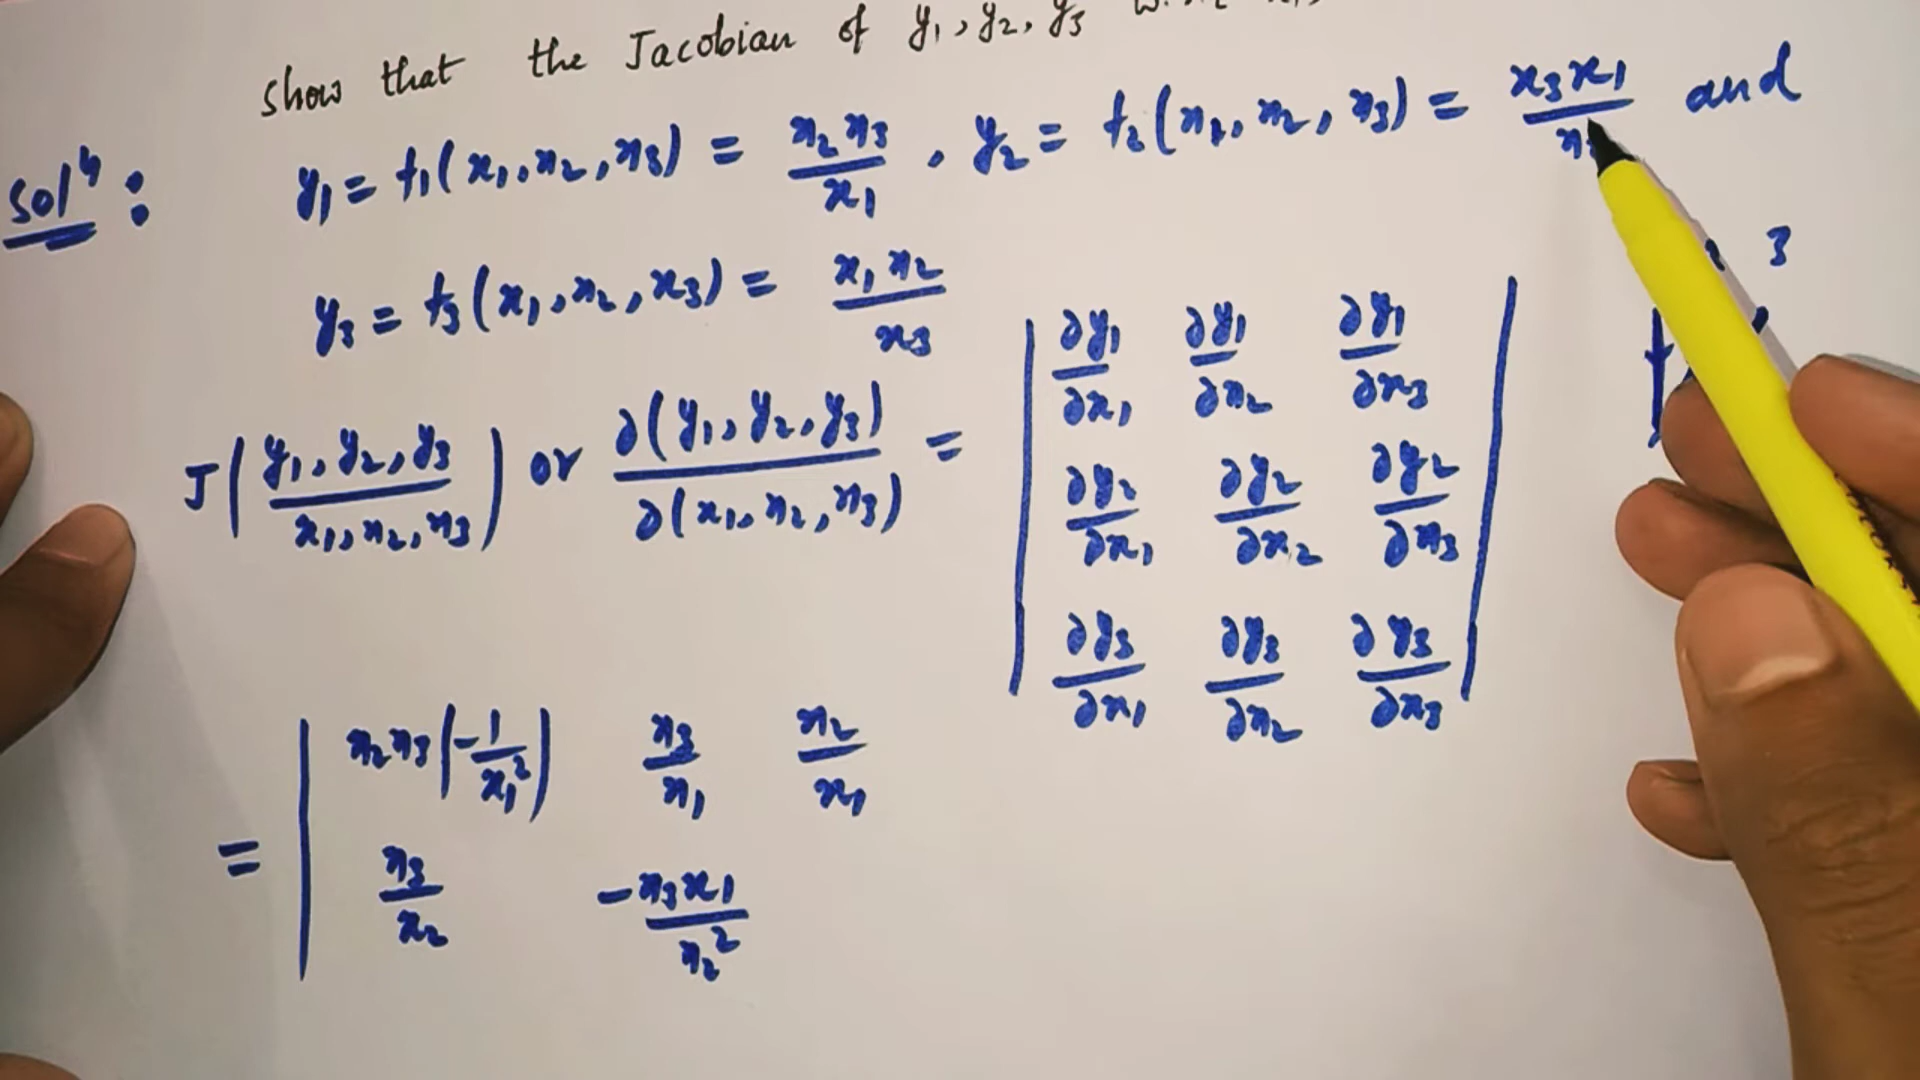 show that the Jacobian of y₁, y₂, y₃
Solⁿ : y₁ = f₁(x₁, x₂, x₃) = x₂x₃/x₁ , y₂ = f₂(x₁, x₂, x₃) = x₃x₁/ and
y₃ = f₃(x₁, x₂, x₃) = x₁x₂/x₃
J(y₁, y₂, y₃/x₁, x₂, x₃) or ∂(y₁, y₂, y₃)/∂(x₁, x₂, x₃) = | ∂y₁/∂x₁ ∂y₁/∂x₂ ∂y₁/∂x₃
∂y₂/∂x₁ ∂y₂/∂x₂ ∂y₂/∂x₃
∂y₃/∂x₁ ∂y₃/∂x₂ ∂y₃/∂x₃ |
= | x₂x₃(-1/x₁²) x₃/x₁ x₂/x₁
x₃/x₂ -x₃x₁/x₂²